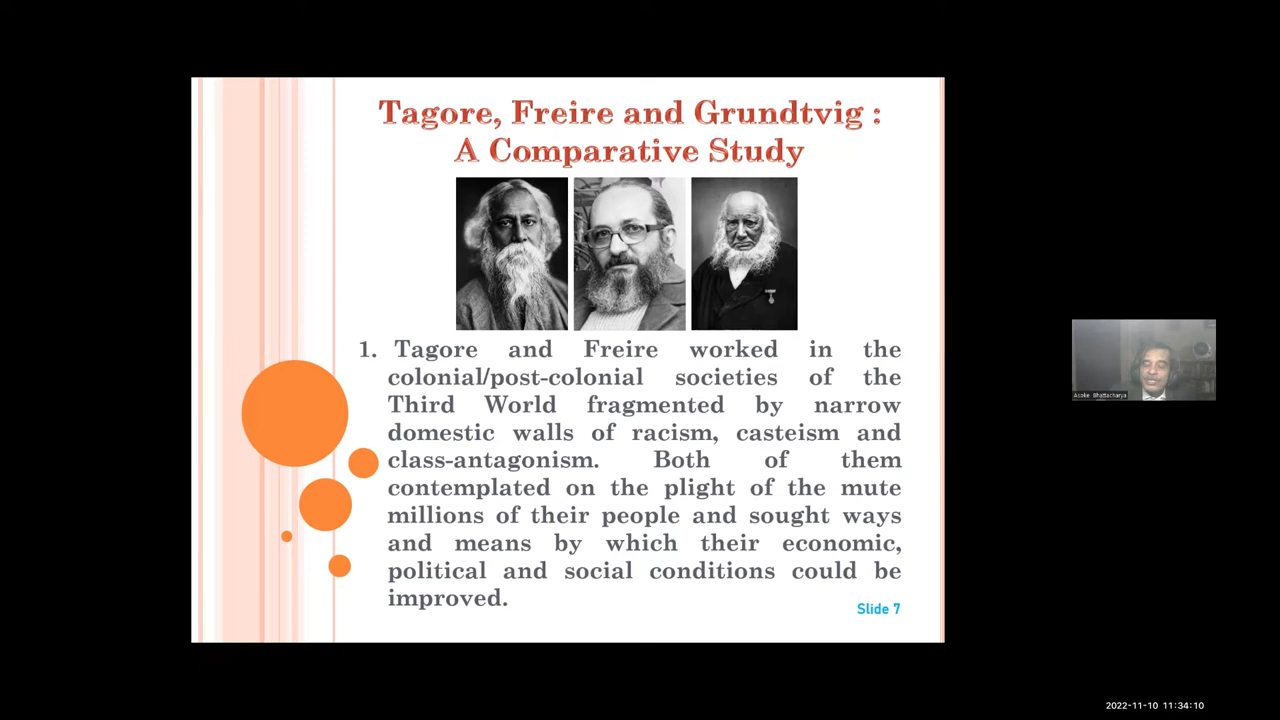 Tagore, Freire and Grundtvig :
A Comparative Study
1. Tagore and Freire worked in the
colonial/post-colonial societies of the
Third World fragmented by narrow
domestic walls of racism, casteism and
class-antagonism. Both of them
contemplated on the plight of the mute
millions of their people and sought ways
and means by which their economic,
political and social conditions could be
improved.
Slide 7
Asoke Bhattacharya
2022-11-10 11:34:10